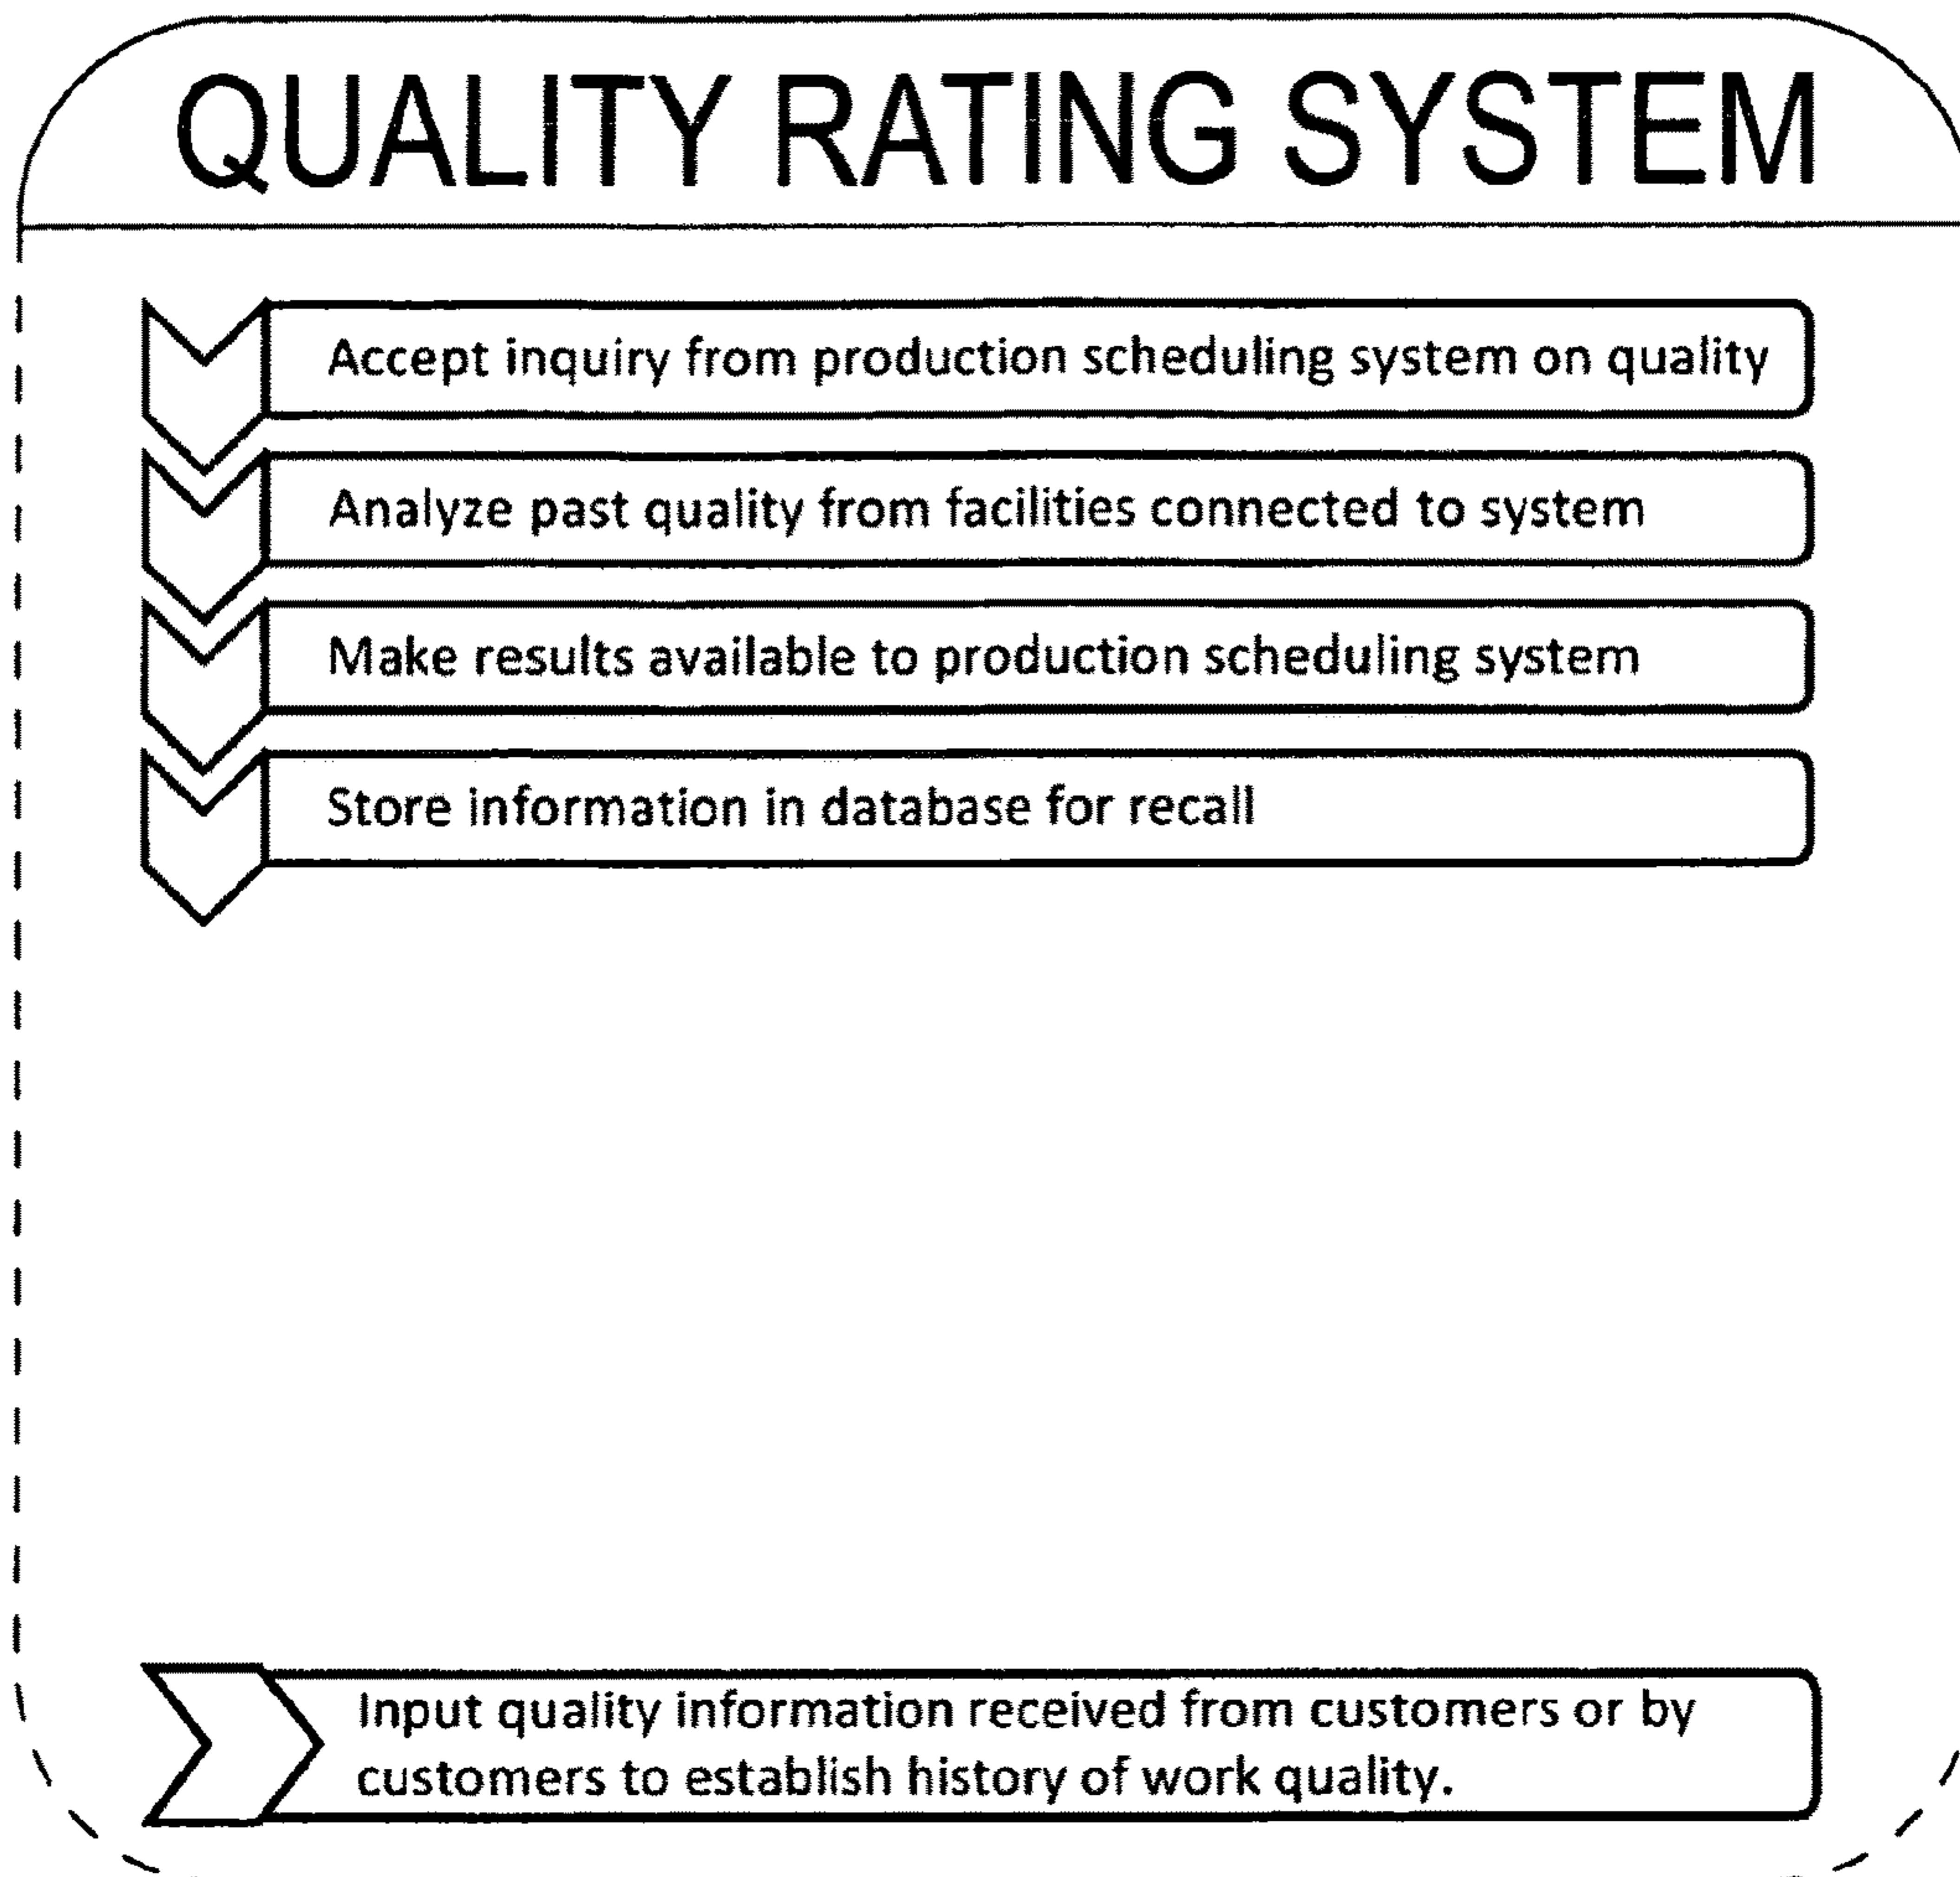 QUALITY RATING SYSTEM
Accept inquiry from production scheduling system on quality
Analyze past quality from facilities connected to system
Make results available to production scheduling system
Store information in database for recall
Input quality information received from customers or by
customers to establish history of work quality.